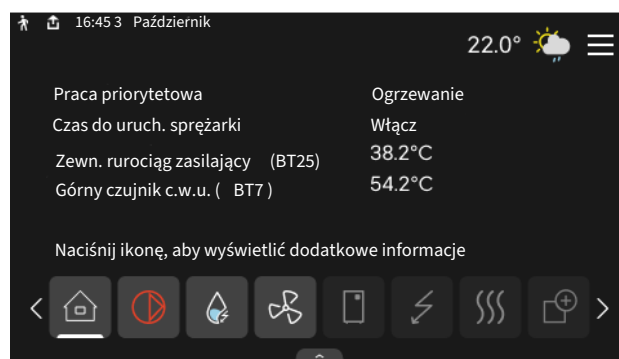 16:45 3 Październik
22.0°
Praca priorytetowa Ogrzewanie
Czas do uruch. sprężarki Włącz
Zewn. rurociąg zasilający (BT25) 38.2°C
Górny czujnik c.w.u. ( BT7 ) 54.2°C
Naciśnij ikonę, aby wyświetlić dodatkowe informacje